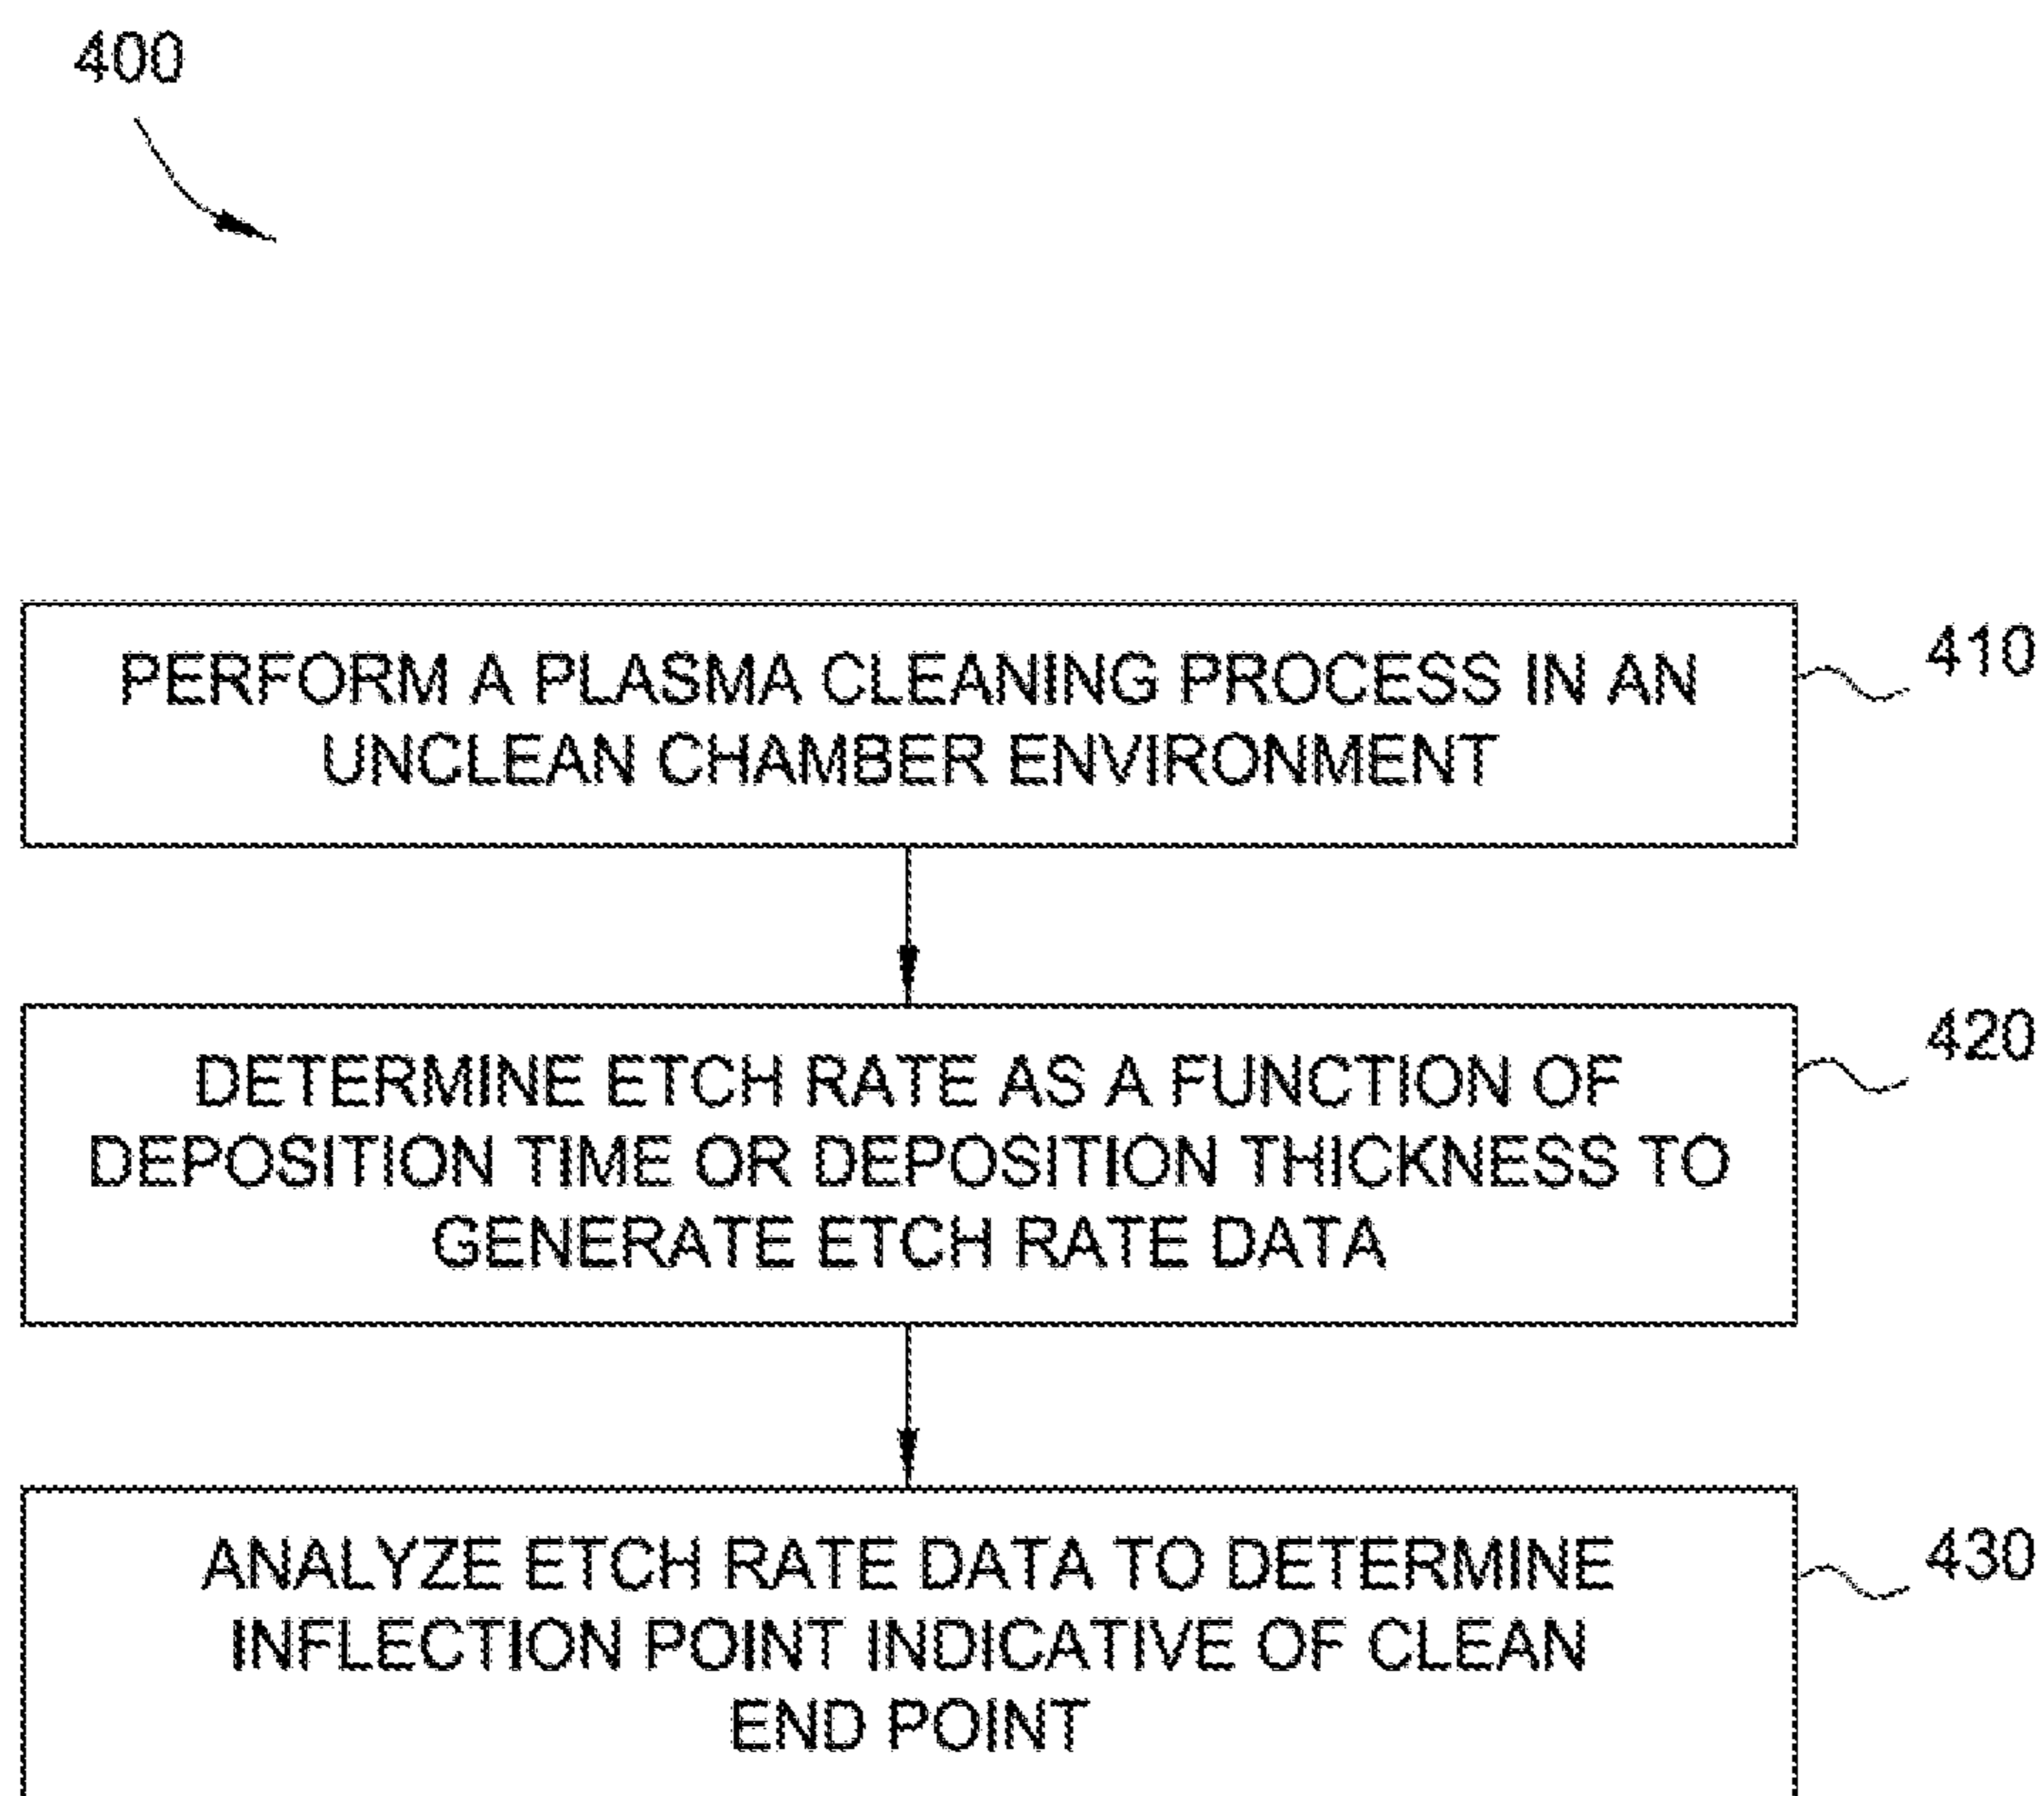 400
PERFORM A PLASMA CLEANING PROCESS IN AN
UNCLEAN CHAMBER ENVIRONMENT
410
DETERMINE ETCH RATE AS A FUNCTION OF
DEPOSITION TIME OR DEPOSITION THICKNESS TO
GENERATE ETCH RATE DATA
420
ANALYZE ETCH RATE DATA TO DETERMINE
INFLECTION POINT INDICATIVE OF CLEAN
END POINT
430